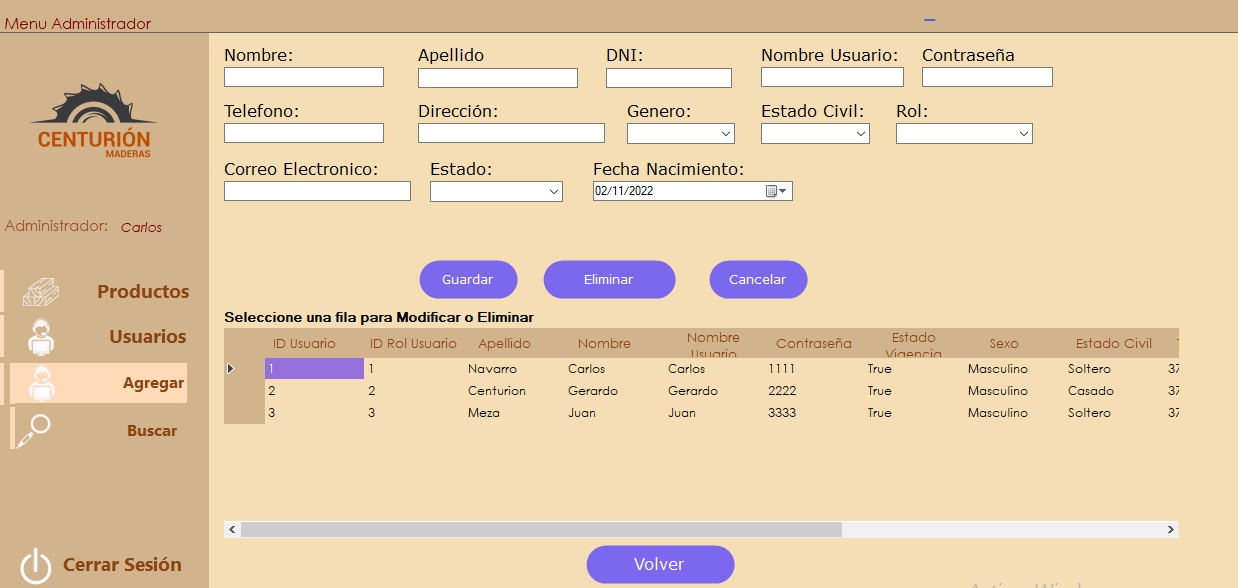 Menu Administrador
CENTURIÓN
MADERAS
Administrador: Carlos
Productos
Usuarios
Agregar
Buscar
Cerrar Sesión
Nombre: Apellido DNI: Nombre Usuario: Contraseña
Telefono: Dirección: Genero: Estado Civil: Rol:
Correo Electronico: Estado: Fecha Nacimiento:
02/11/2022
Guardar Eliminar Cancelar
Seleccione una fila para Modificar o Eliminar
ID Usuario ID Rol Usuario Apellido Nombre Nombre Usuario Contraseña Estado Vigencia Sexo Estado Civil
1 1 Navarro Carlos Carlos 1111 True Masculino Soltero 37
2 2 Centurion Gerardo Gerardo 2222 True Masculino Casado 37
3 3 Meza Juan Juan 3333 True Masculino Soltero 37
Volver